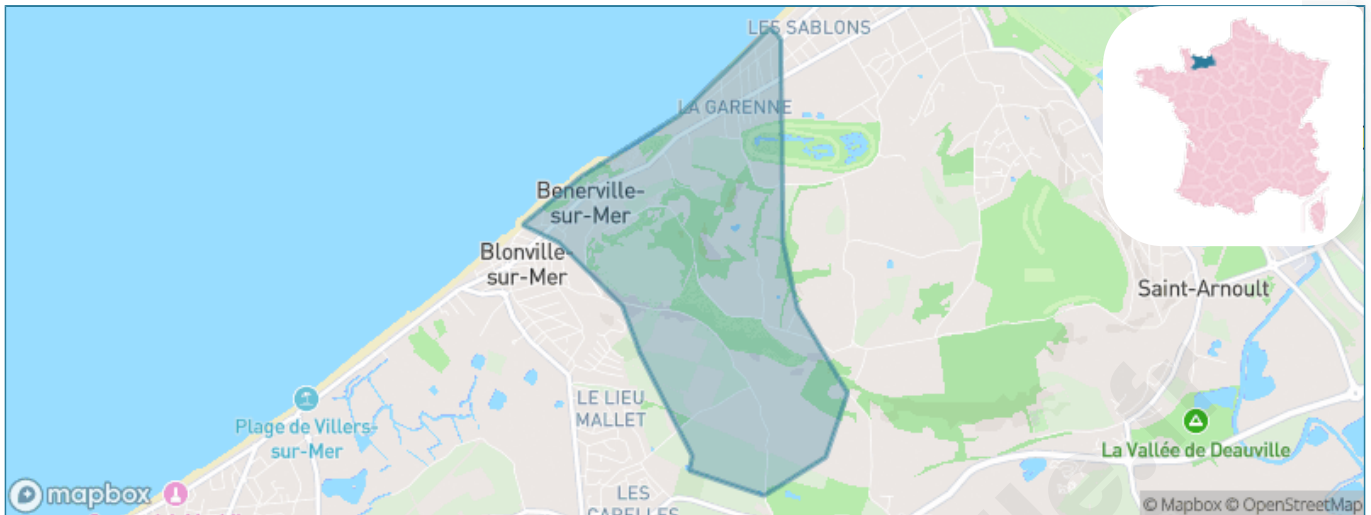 LES SABLONS
LA GARENNE
Benerville-
sur-Mer
Blonville-
sur-Mer
Saint-Arnoult
LE LIEU
MALLET
Plage de Villers-
sur-Mer
La Vallée de Deauville
LES
mapbox
© Mapbox © OpenStreetMap